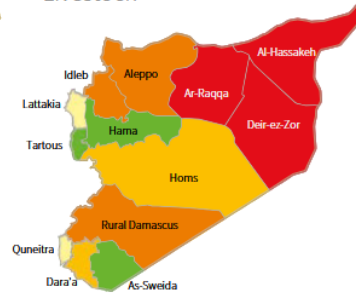 Al-Hassakeh
Idleb
Aleppo
Ar-Raqqa
Lattakia
Deir-ez-Zor
Hama
Tartous
Homs
Rural Damascus
Quneitra
Dara'a
As-Sweida